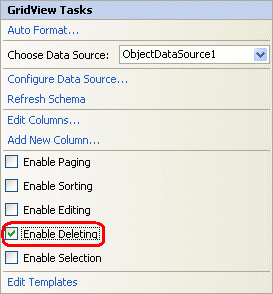 GridView Tasks
Auto Format...
Choose Data Source: ObjectDataSource1
Configure Data Source...
Refresh Schema
Edit Columns...
Add New Column...
Enable Paging
Enable Sorting
Enable Editing
Enable Deleting
Enable Selection
Edit Templates